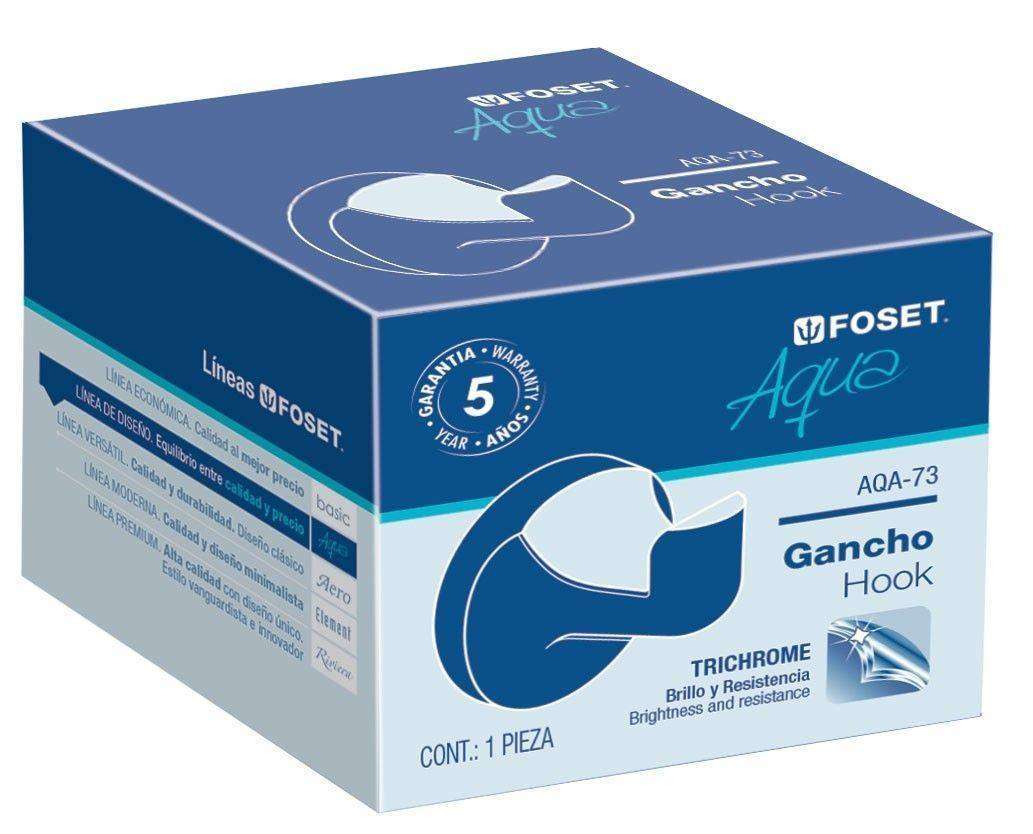 FOSET.
Aqua
AQA-73
Gancho
Hook
FOSET.
Aqua
GARANTIA • WARRANTY •
5
YEAR • AÑOS •
AQA-73
Gancho
Hook
TRICHROME
Brillo y Resistencia
Brightness and resistance
CONT.: 1 PIEZA
Líneas FOSET.
LÍNEA ECONÓMICA. Calidad al mejor precio basic
LÍNEA DE DISEÑO. Equilibrio entre calidad y precio Aqua
LÍNEA VERSÁTIL. Calidad y durabilidad. Diseño clásico Aero
LÍNEA MODERNA. Calidad y diseño minimalista Element
LÍNEA PREMIUM. Alta calidad con diseño único. Riviera
Estilo vanguardista e innovador